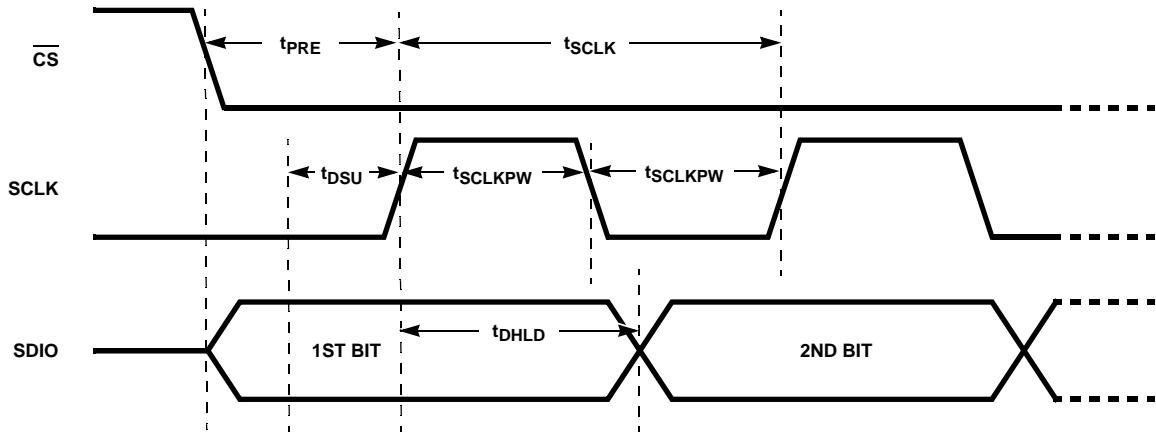 CS
tPRE
tSCLK
SCLK
tDSU
tSCLKPW
tSCLKPW
SDIO
1ST BIT
tDHLD
2ND BIT